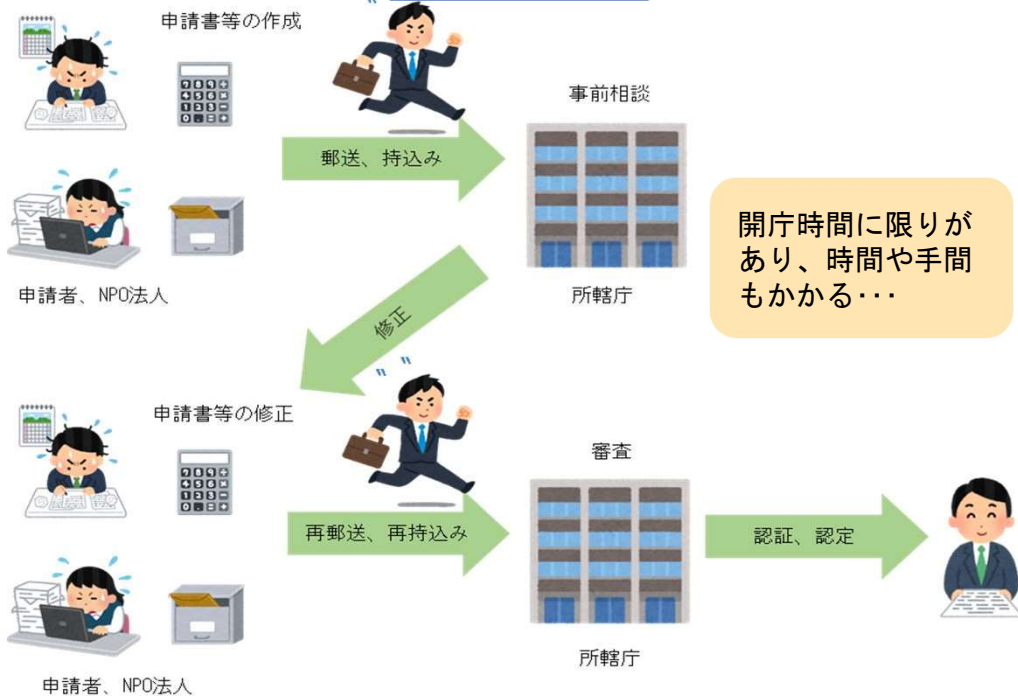 申請書等の作成
事前相談
郵送、持込み
開庁時間に限りが
あり、時間や手間
もかかる･･･
申請者、NPO法人
所轄庁
修正
申請書等の修正
審査
再郵送、再持込み
認証、認定
所轄庁
申請者、NPO法人